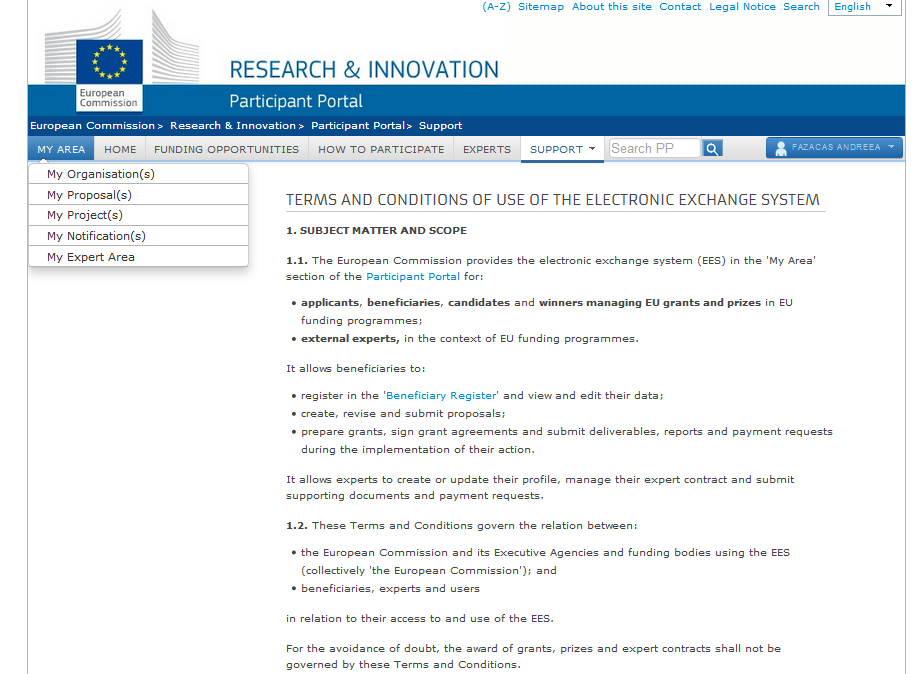 (A-Z) Sitemap About this site Contact Legal Notice Search English
European
Commission
RESEARCH & INNOVATION
Participant Portal
European Commission > Research & Innovation > Participant Portal > Support
MY AREA HOME FUNDING OPPORTUNITIES HOW TO PARTICIPATE EXPERTS SUPPORT Search PP FAZACAS ANDREEA
My Organisation(s)
My Proposal(s)
My Project(s)
My Notification(s)
My Expert Area
TERMS AND CONDITIONS OF USE OF THE ELECTRONIC EXCHANGE SYSTEM
1. SUBJECT MATTER AND SCOPE
1.1. The European Commission provides the electronic exchange system (EES) in the 'My Area'
section of the Participant Portal for:
• applicants, beneficiaries, candidates and winners managing EU grants and prizes in EU
funding programmes;
• external experts, in the context of EU funding programmes.
It allows beneficiaries to:
• register in the 'Beneficiary Register' and view and edit their data;
• create, revise and submit proposals;
• prepare grants, sign grant agreements and submit deliverables, reports and payment requests
during the implementation of their action.
It allows experts to create or update their profile, manage their expert contract and submit
supporting documents and payment requests.
1.2. These Terms and Conditions govern the relation between:
• the European Commission and its Executive Agencies and funding bodies using the EES
(collectively 'the European Commission'); and
• beneficiaries, experts and users
in relation to their access to and use of the EES.
For the avoidance of doubt, the award of grants, prizes and expert contracts shall not be
governed by these Terms and Conditions.